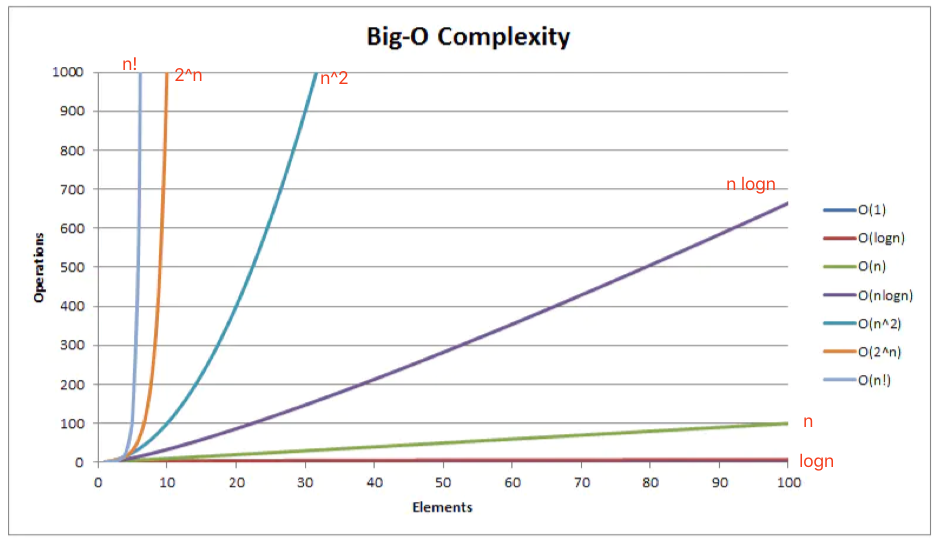 Big-O Complexity
n!
2^n
n^2
n logn
n
logn
1000
900
800
700
600
500
400
300
200
100
0
Operations
0 10 20 30 40 50 60 70 80 90 100
Elements
O(1)
O(logn)
O(n)
O(nlogn)
O(n^2)
O(2^n)
O(n!)